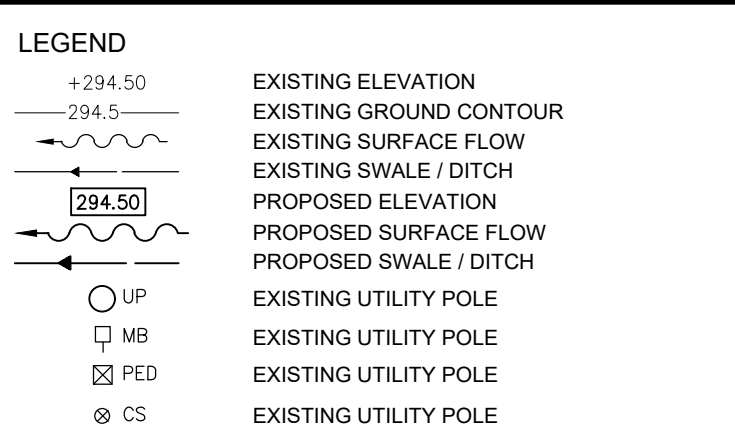 LEGEND
+294.50 EXISTING ELEVATION
294.5 EXISTING GROUND CONTOUR
EXISTING SURFACE FLOW
EXISTING SWALE / DITCH
294.50 PROPOSED ELEVATION
PROPOSED SURFACE FLOW
PROPOSED SWALE / DITCH
UP EXISTING UTILITY POLE
MB EXISTING UTILITY POLE
PED EXISTING UTILITY POLE
CS EXISTING UTILITY POLE